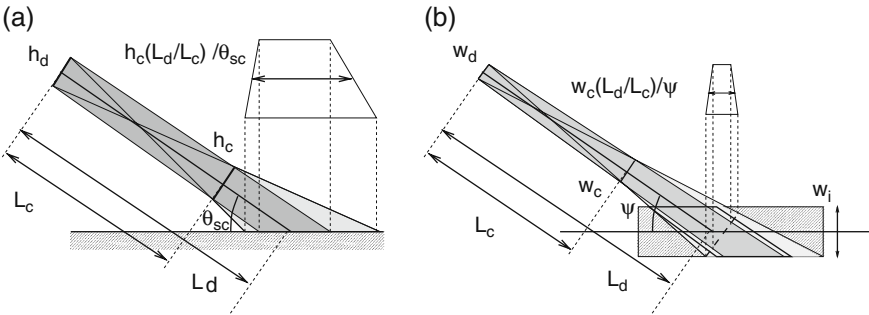 (a)
h_d
h_c(L_d/L_c) /θ_sc
h_c
L_c
θ_sc
L_d
(b)
w_d
w_c(L_d/L_c)/ψ
w_c
w_i
ψ
L_c
L_d